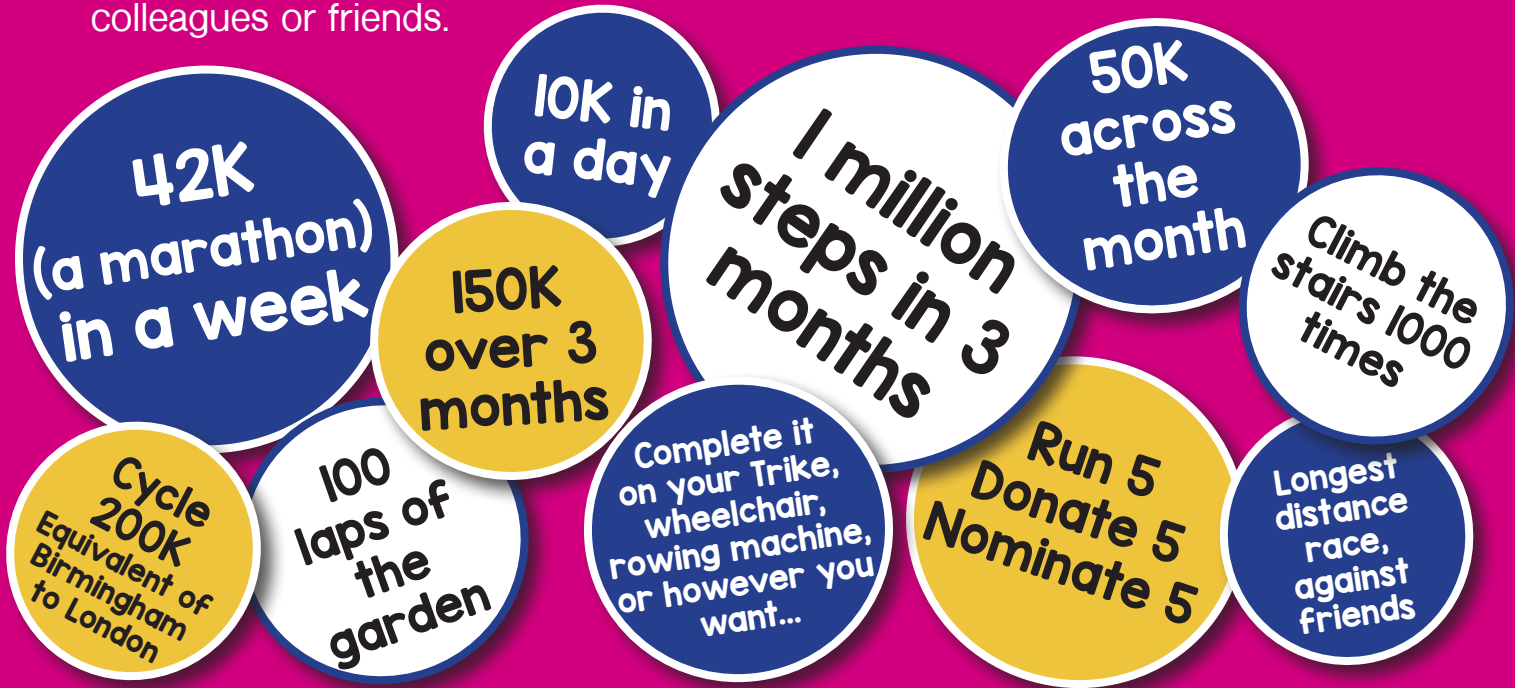 colleagues or friends.
42K
(a marathon)
in a week
10K in
a day
150K
over 3
months
1 million
steps in 3
months
50K
across
the
month
Climb the
stairs 1000
times
Cycle
200K
Equivalent of
Birmingham
to London
100
laps of
the
garden
Complete it
on your Trike,
wheelchair,
rowing machine,
or however you
want...
Run 5
Donate 5
Nominate 5
Longest
distance
race,
against
friends